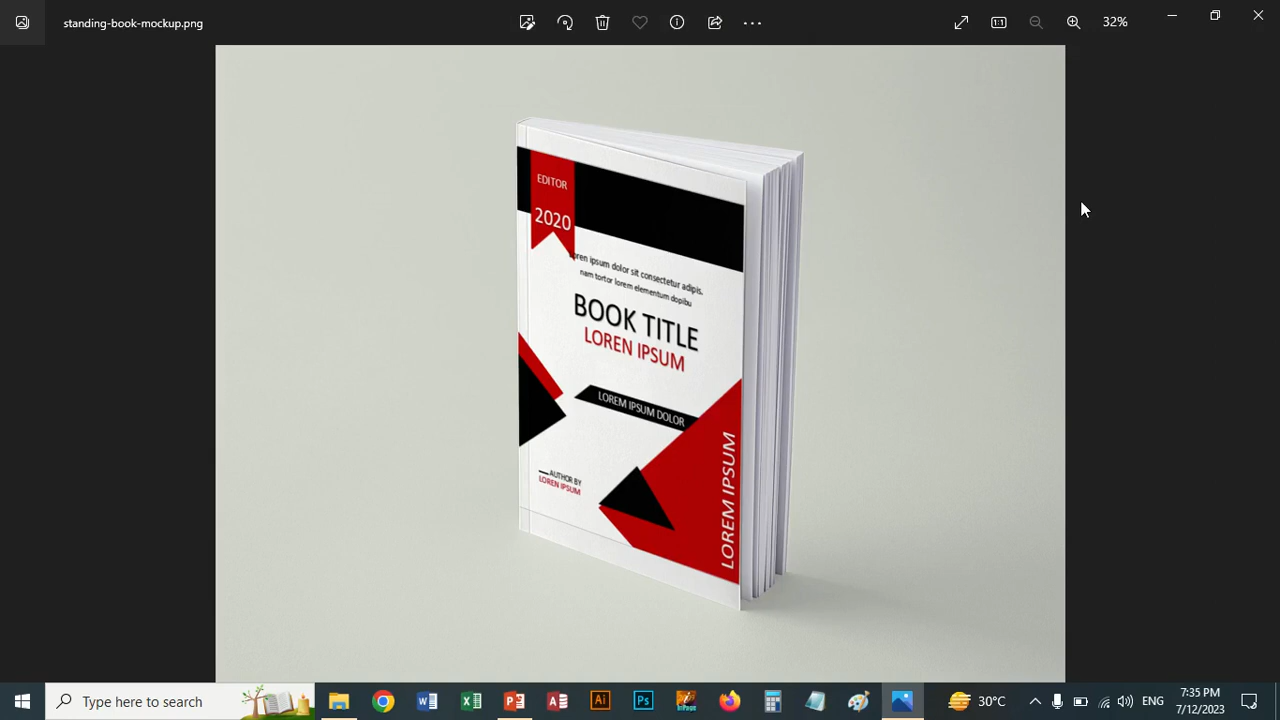 standing-book-mockup.png
32%
EDITOR
2020
oren ipsum dolor sit consectetur adipis.
nam tortor lorem elementum dopibu
BOOK TITLE
LOREN IPSUM
LOREM IPSUM DOLOR
AUTHOR BY
LOREN IPSUM
LOREM IPSUM
Type here to search
InPage
30°C
ENG
7:35 PM
7/12/2023